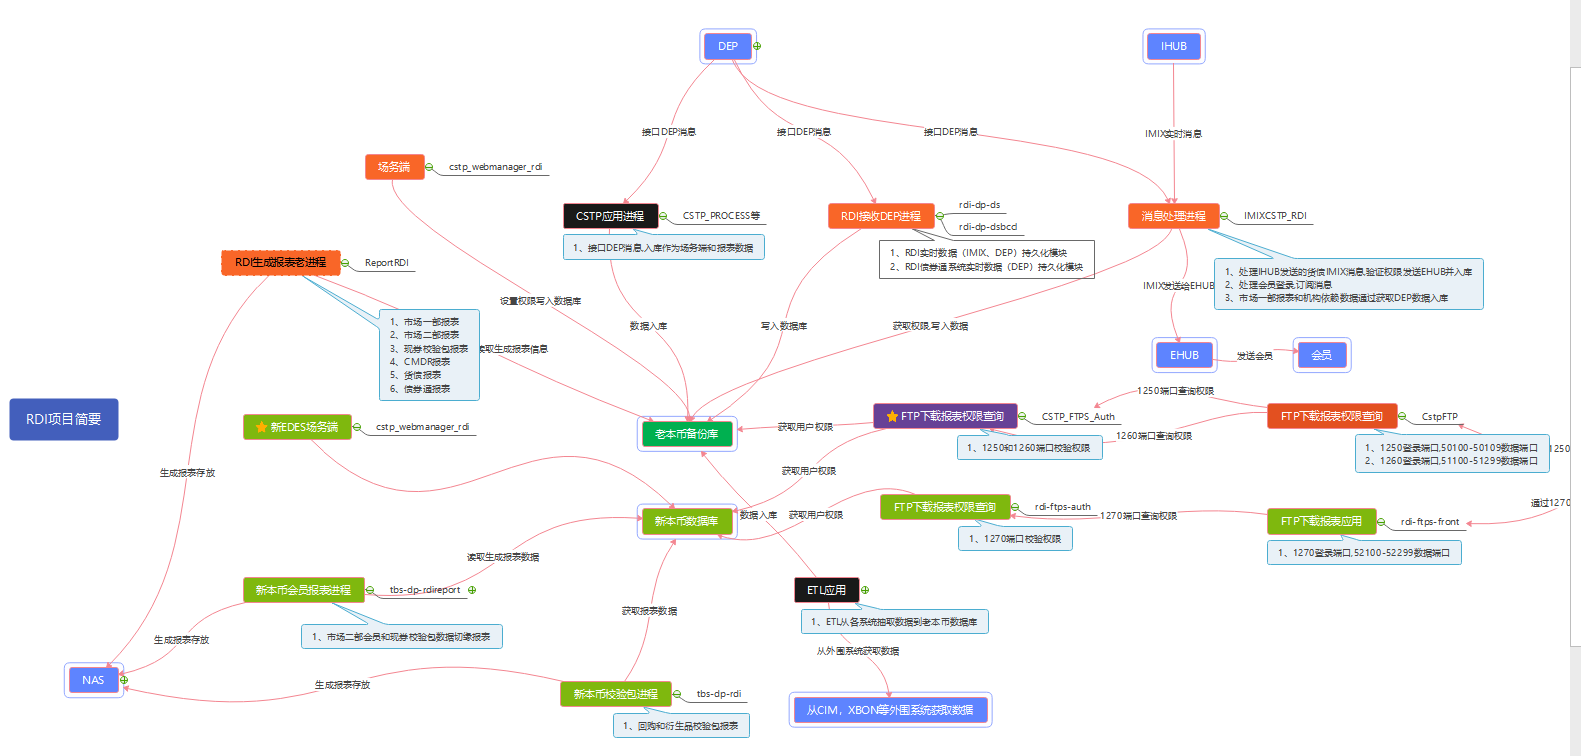 DEP
IHUB
接口DEP消息
接口DEP消息
接口DEP消息
IMIX实时消息
场务端
cstp_webmanager_rdi
CSTP应用进程
CSTP_PROCESS等
1、接口DEP消息,入库作为场务端和报表数据
RDI接收DEP进程
rdi-dp-ds
rdi-dp-dsbcd
1、RDI实时数据（IMIX、DEP）持久化模块
2、RDI债券通系统实时数据（DEP）持久化模块
消息处理进程
IMIXCSTP_RDI
1、处理IHUB发送的货债IMIX消息,验证权限发送EHUB并入库
2、处理会员登录,订阅消息
3、市场一部报表和机构依赖数据通过获取DEP数据入库
RDI生成报表老进程
ReportRDI
1、市场一部报表
2、市场二部报表
3、现券校验包报表
4、CMDR报表
5、货债报表
6、债券通报表
IMIX发送给EHUB
设置权限写入数据库
数据入库
写入数据库
获取权限,写入数据
读取生成报表信息
EHUB
发送会员
会员
RDI项目简要
新EDES场务端
cstp_webmanager_rdi
老本币备份库
获取用户权限
FTP下载报表权限查询
CSTP_FTPS_Auth
1、1250和1260端口校验权限
1250端口查询权限
1260端口查询权限
FTP下载报表权限查询
CstpFTP
1、1250登录端口,50100-50109数据端口
2、1260登录端口,51100-51299数据端口
1250
生成报表存放
获取用户权限
新本币数据库
数据入库
获取用户权限
FTP下载报表权限查询
rdi-ftps-auth
1、1270端口校验权限
1270端口查询权限
FTP下载报表应用
rdi-ftps-front
1、1270登录端口,52100-52299数据端口
通过1270
读取生成报表数据
新本币会员报表进程
tbs-dp-rdireport
1、市场二部会员和现券校验包数据切换报表
获取报表数据
ETL应用
1、ETL从各系统抽取数据到老本币数据库
从外围系统获取数据
生成报表存放
NAS
生成报表存放
新本币校验包进程
tbs-dp-rdi
1、回购和衍生品校验包报表
从CIM，XBON等外围系统获取数据